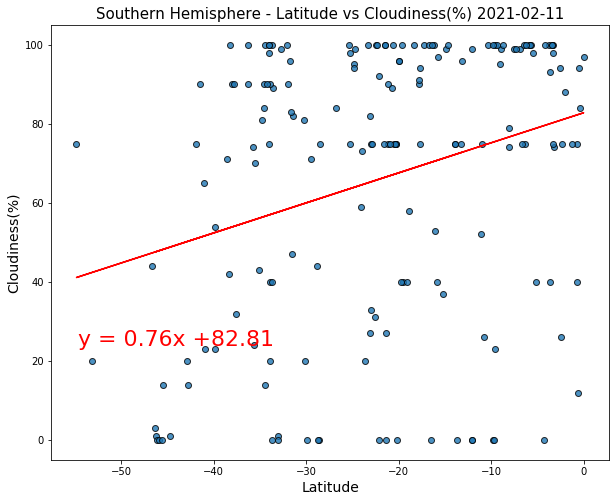 Southern Hemisphere - Latitude vs Cloudiness(%) 2021-02-11
100
80
60
40
20
0
Cloudiness(%)
y = 0.76x +82.81
−50 −40 −30 −20 −10 0
Latitude